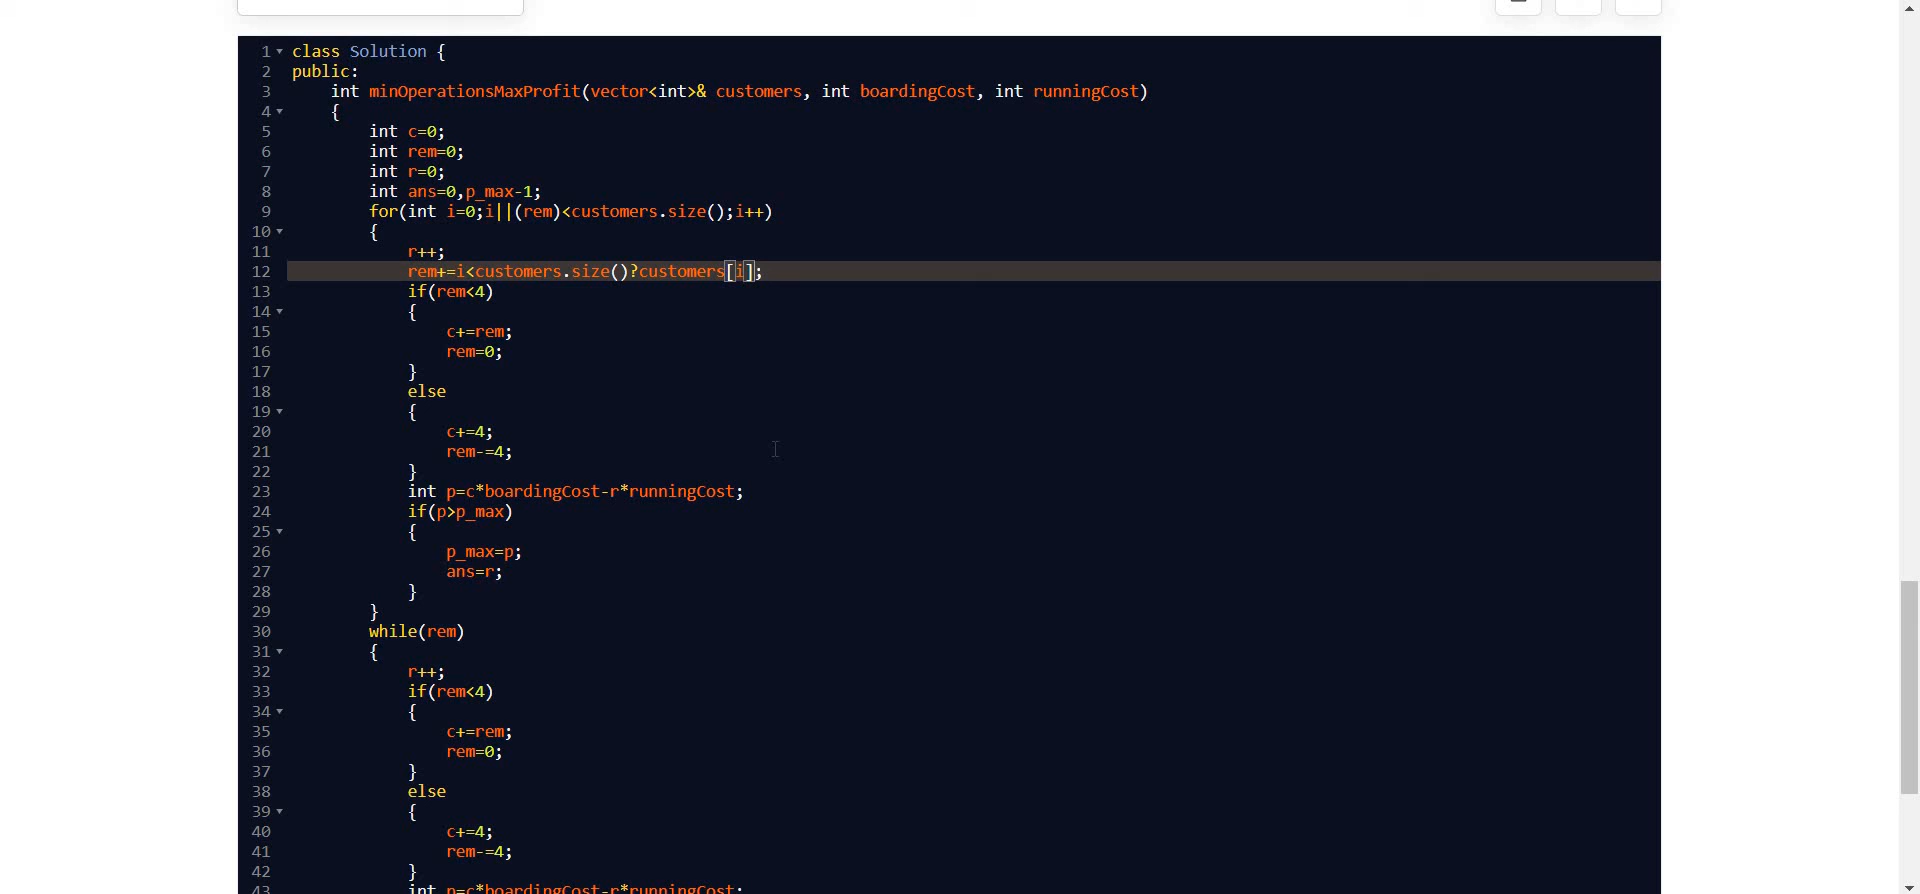 1 class Solution {
2 public:
3 int minOperationsMaxProfit(vector<int>& customers, int boardingCost, int runningCost)
4 {
5 int c=0;
6 int rem=0;
7 int r=0;
8 int ans=0,p_max-1;
9 for(int i=0;i||(rem)<customers.size();i++)
10 {
11 r++;
12 rem+=i<customers.size()?customers[i];
13 if(rem<4)
14 {
15 c+=rem;
16 rem=0;
17 }
18 else
19 {
20 c+=4;
21 rem-=4;
22 }
23 int p=c*boardingCost-r*runningCost;
24 if(p>p_max)
25 {
26 p_max=p;
27 ans=r;
28 }
29 }
30 while(rem)
31 {
32 r++;
33 if(rem<4)
34 {
35 c+=rem;
36 rem=0;
37 }
38 else
39 {
40 c+=4;
41 rem-=4;
42 }
43 int p=c*boardingCost-r*runningCost;